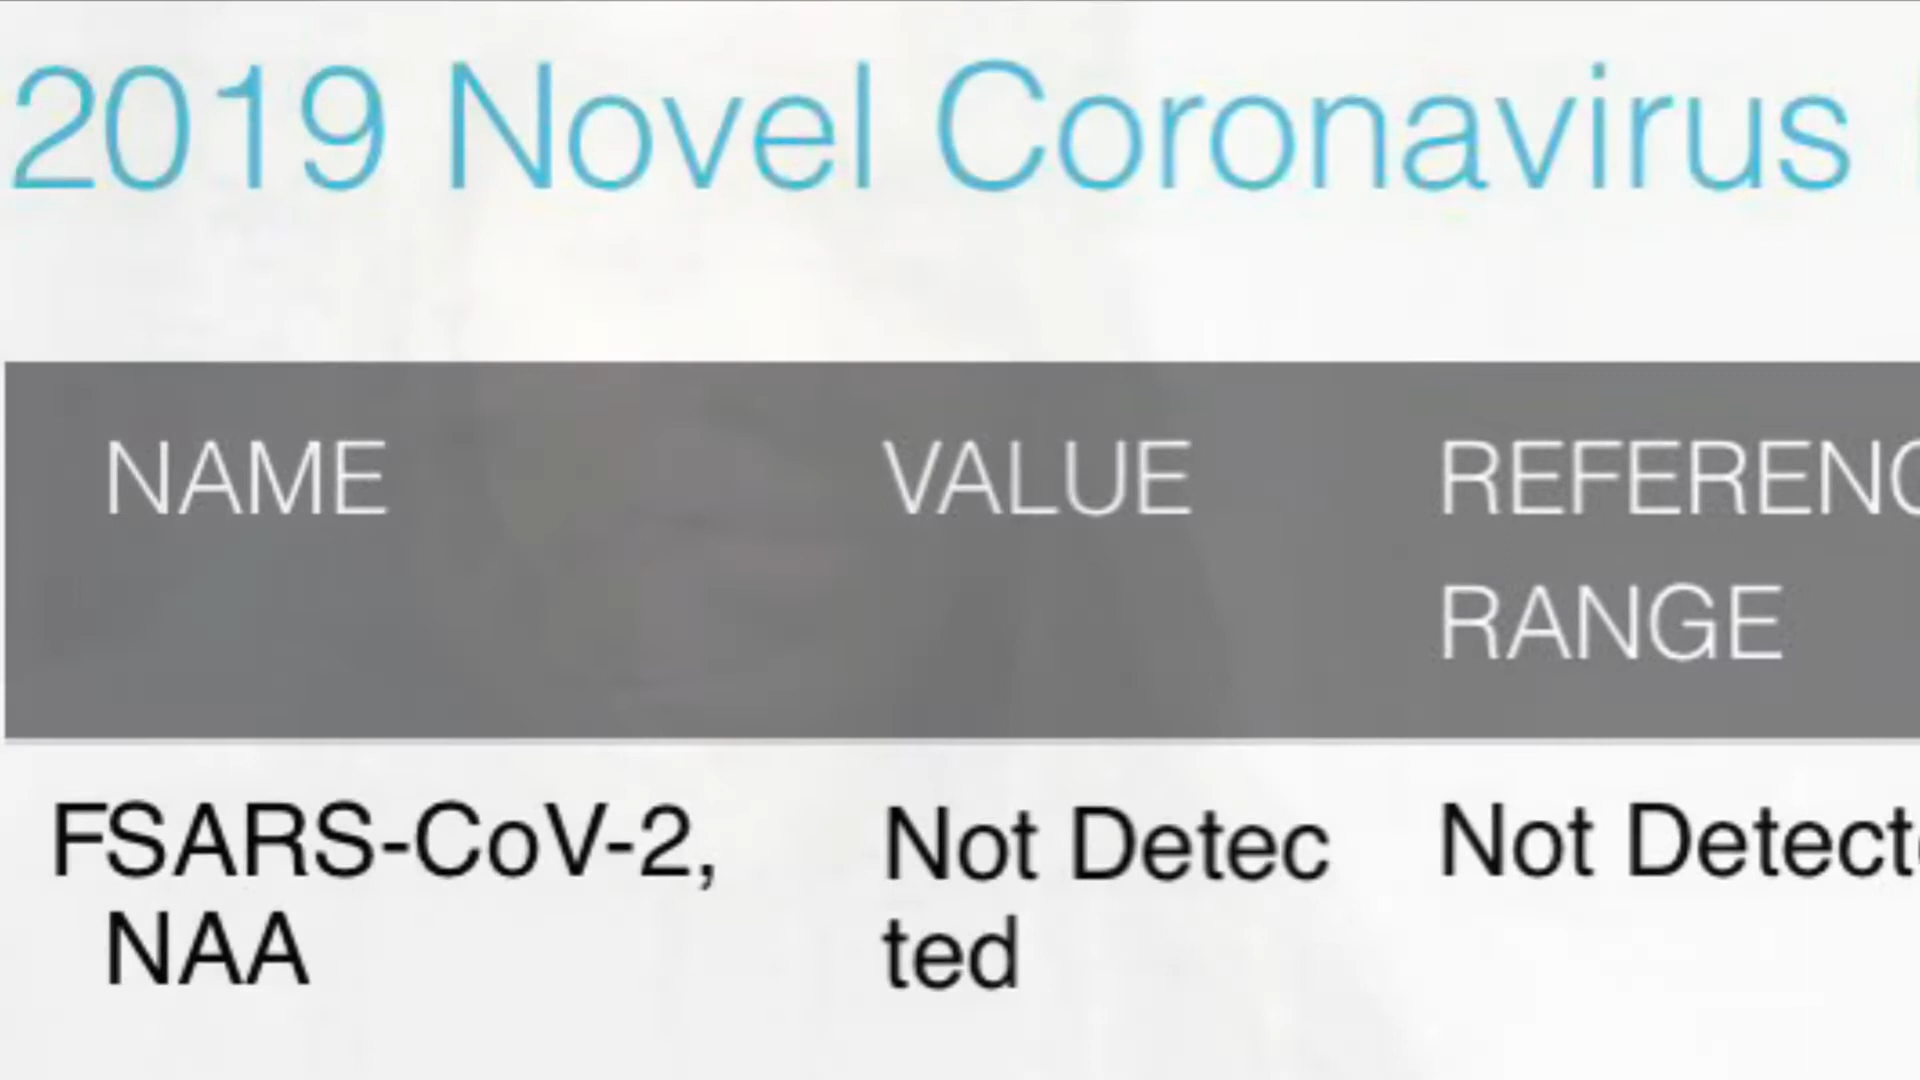 2019 Novel Coronavirus
NAME VALUE REFERENC
RANGE
FSARS-CoV-2, Not Detec Not Detect
NAA ted